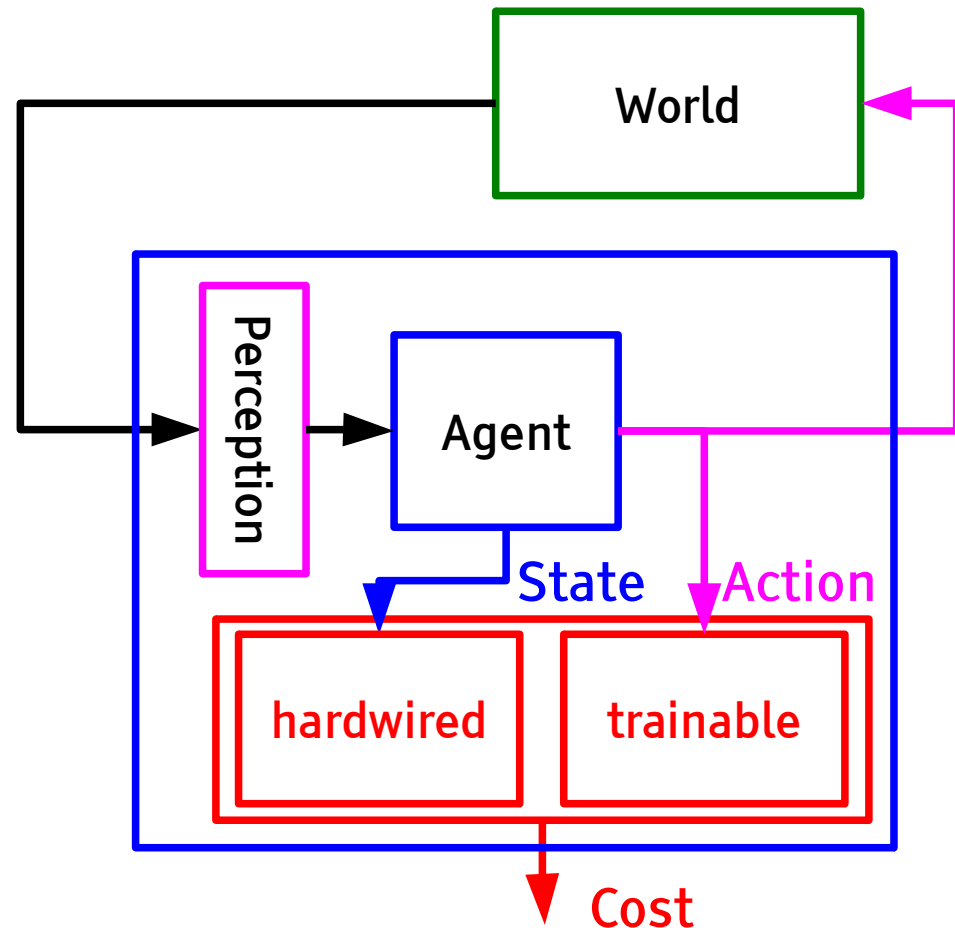 World
Perception
Agent
State
Action
hardwired
trainable
Cost